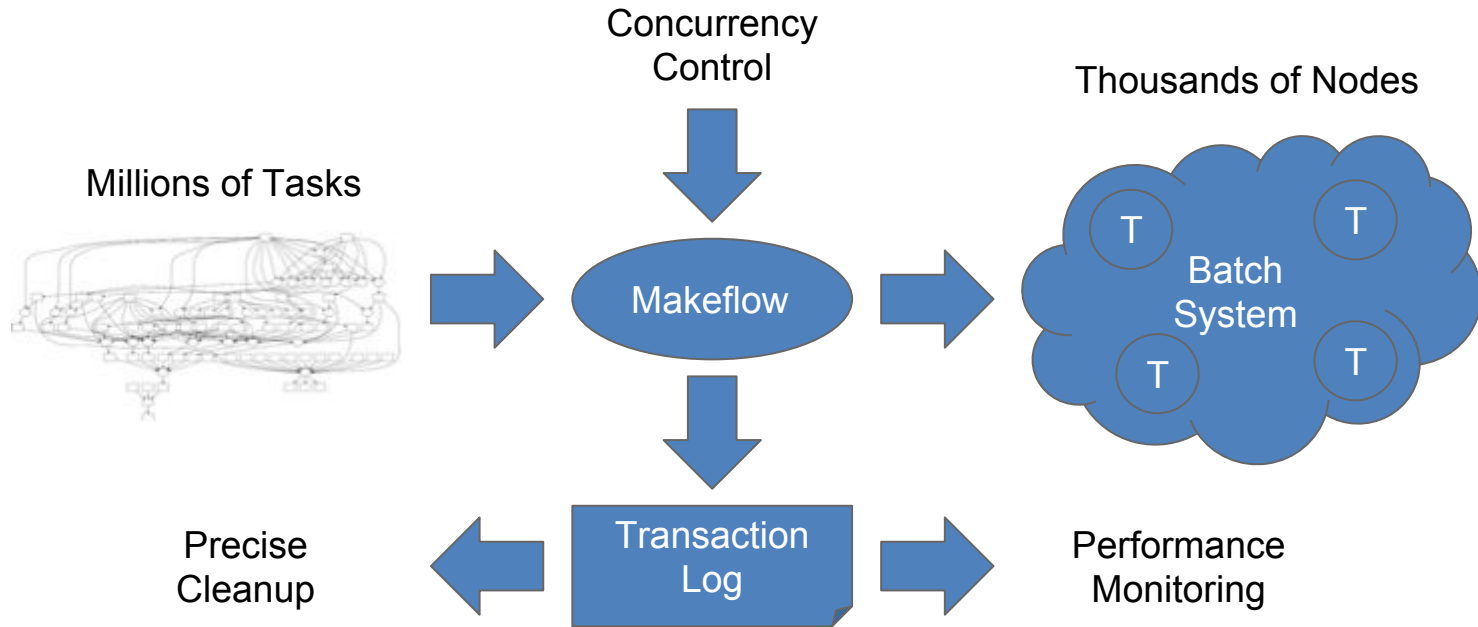 Concurrency
Control
Thousands of Nodes
Millions of Tasks
T
T
Makeflow
Batch
System
T
T
Transaction
Log
Precise
Cleanup
Performance
Monitoring